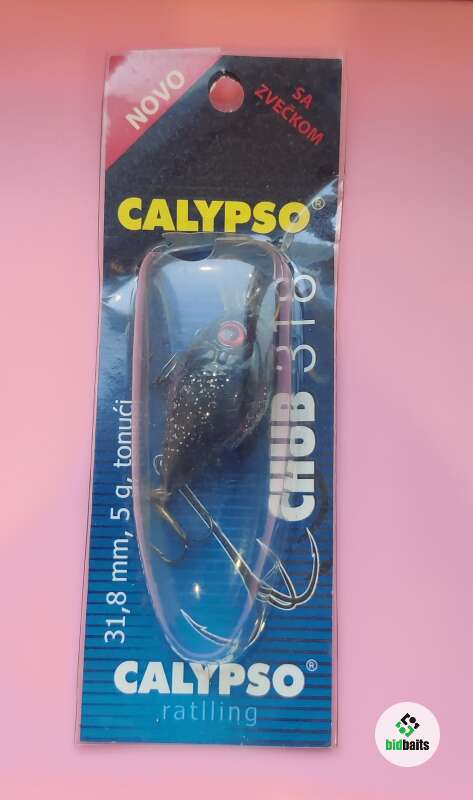 NOVO
SA
ZVEČKOM
CALYPSO®
CHUB 318
31,8 mm, 5 g, tonući
CALYPSO®
ratlling
bidbaits